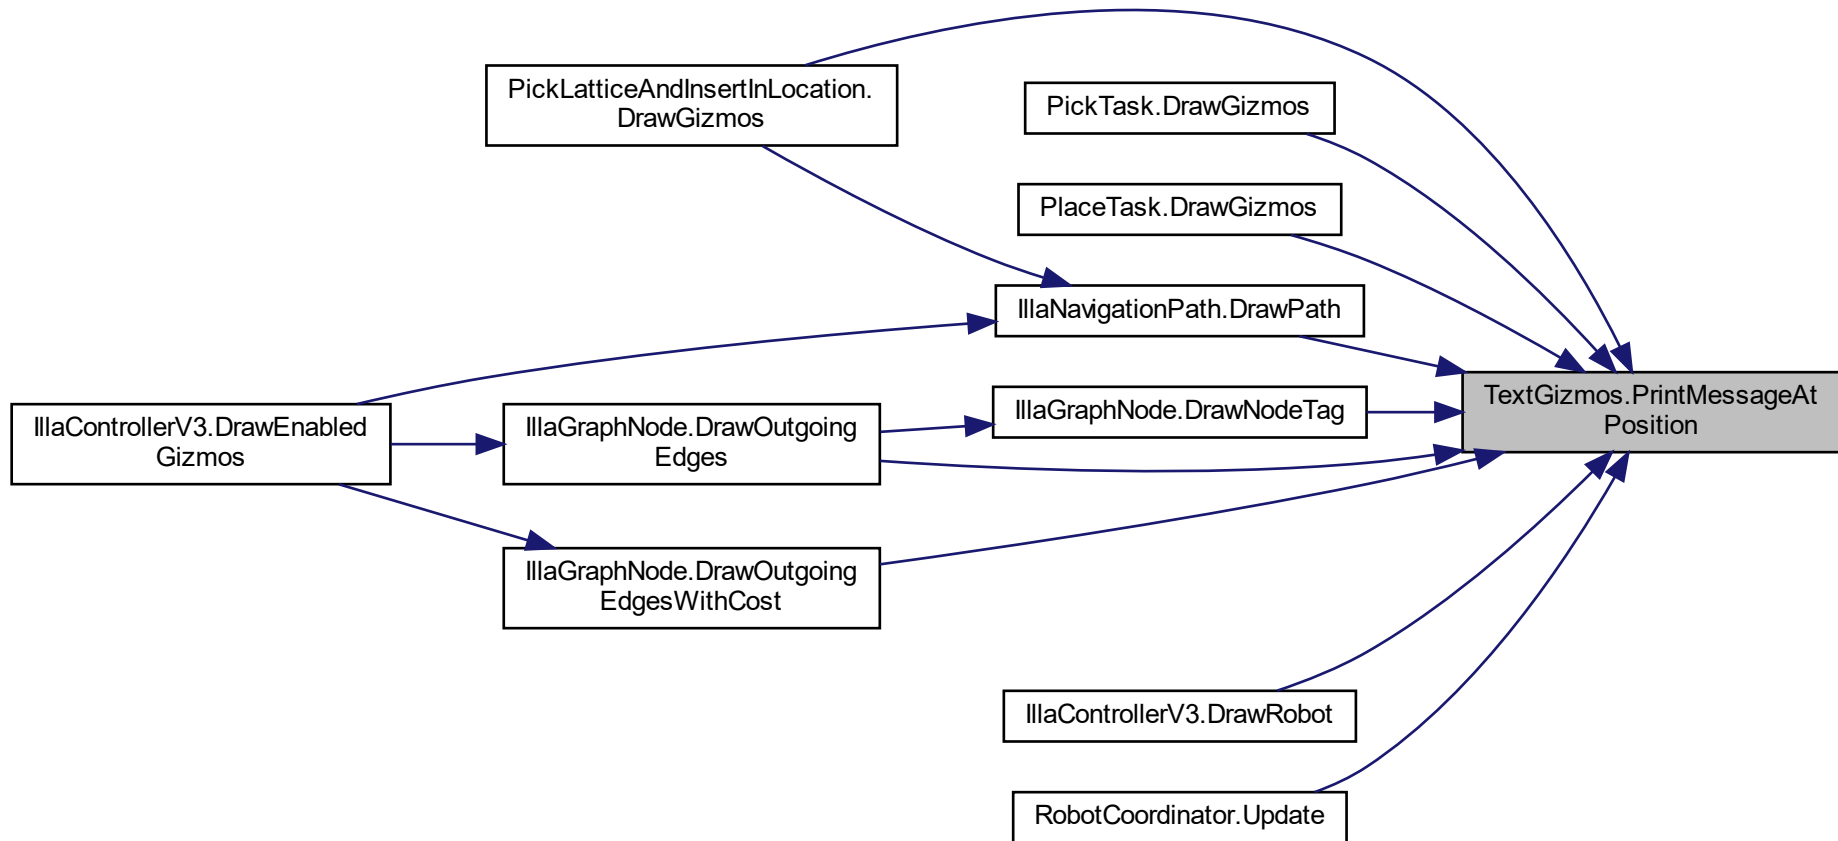 PickLatticeAndInsertInLocation.
DrawGizmos
PickTask.DrawGizmos
PlaceTask.DrawGizmos
IllaNavigationPath.DrawPath
TextGizmos.PrintMessageAt
Position
IllaGraphNode.DrawNodeTag
IllaControllerV3.DrawEnabled
Gizmos
IllaGraphNode.DrawOutgoing
Edges
IllaGraphNode.DrawOutgoing
EdgesWithCost
IllaControllerV3.DrawRobot
RobotCoordinator.Update